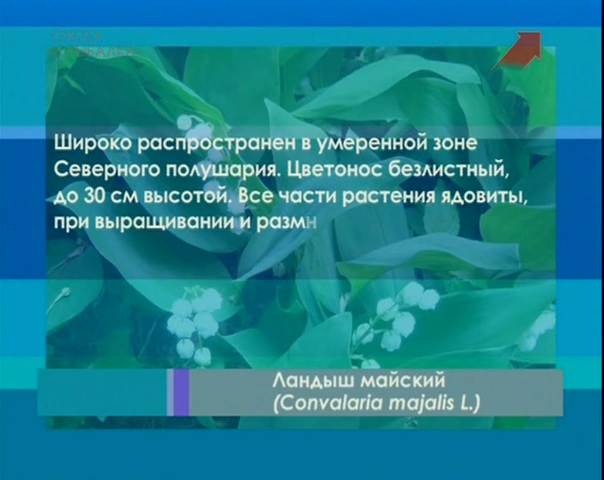 Широко распространен в умеренной зоне
Северного полушария. Цветонос безлистный,
до 30 см высотой. Все части растения ядовиты,
при выращивании и размн
Ландыш майский
(Convalaria majalis L.)